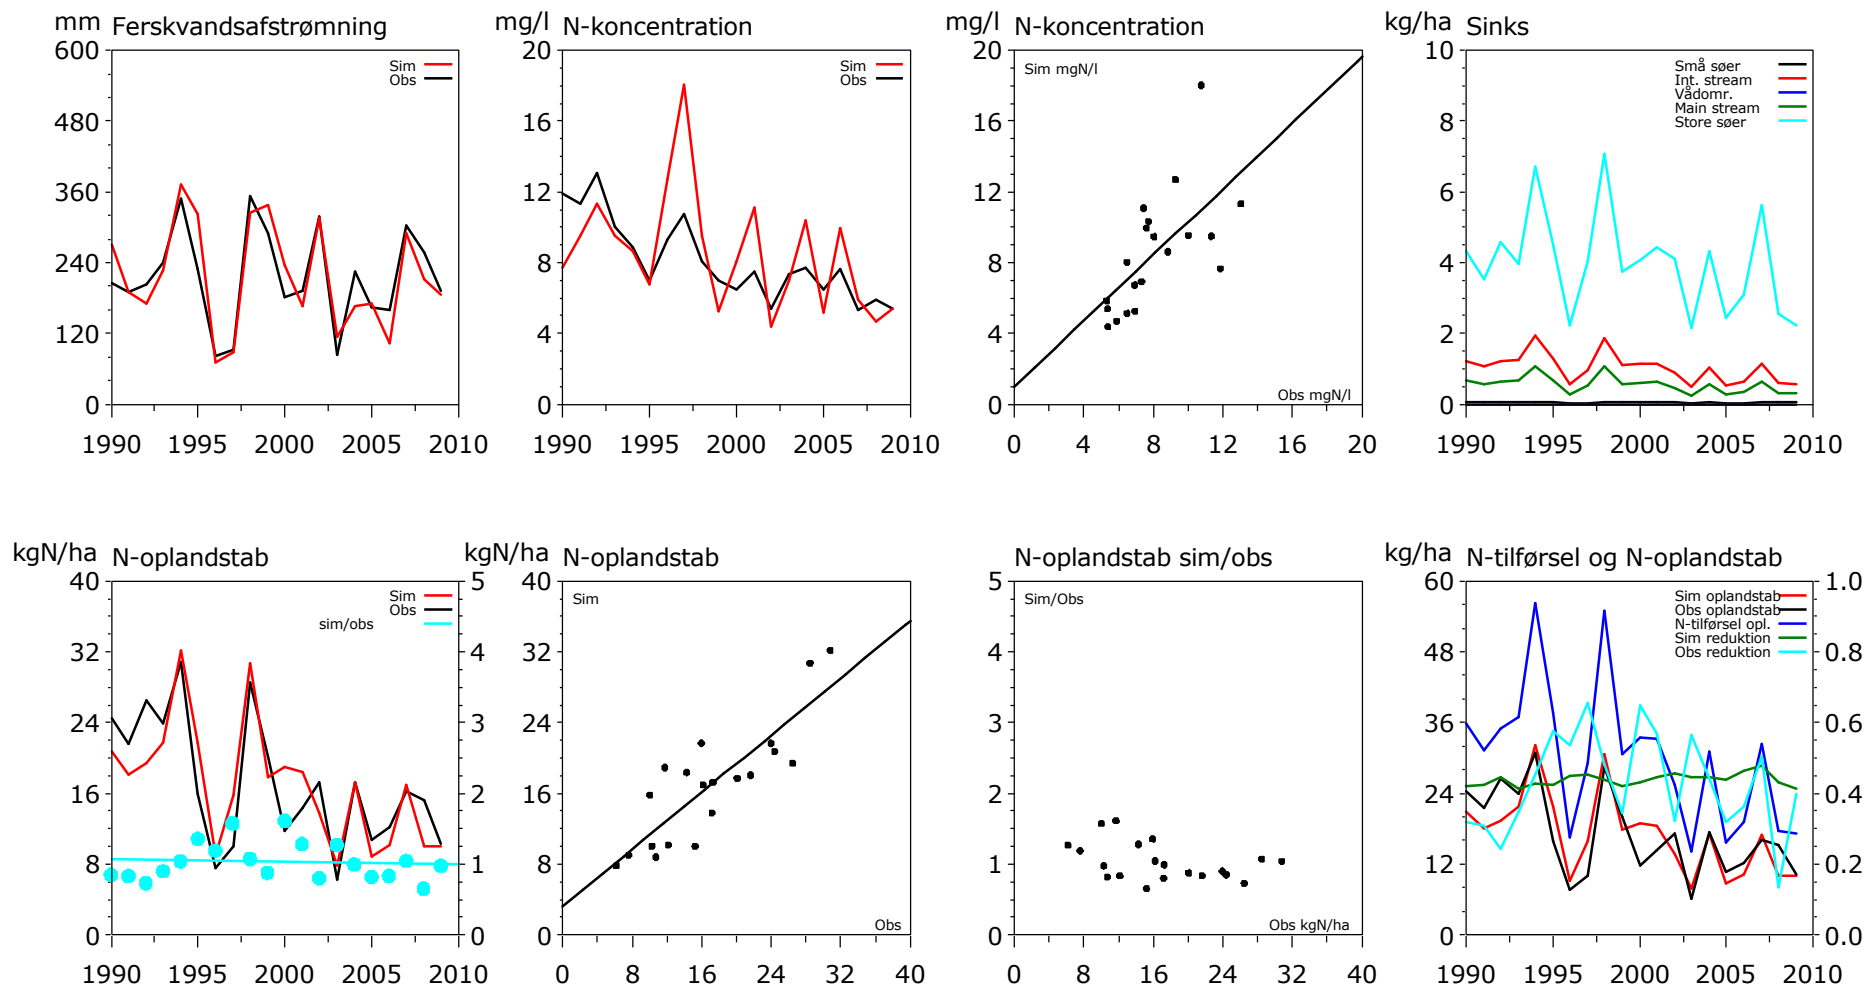 mm Ferskvandsafstrømning
600
480
360
240
120
0
1990 1995 2000 2005 2010
Sim
Obs
mg/l N-koncentration
20
16
12
8
4
0
1990 1995 2000 2005 2010
Sim
Obs
mg/l N-koncentration
20
16
12
8
4
0
0 4 8 12 16 20
Sim mgN/l
Obs mgN/l
kg/ha Sinks
10
8
6
4
2
0
1990 1995 2000 2005 2010
Små søer
Int. stream
Vådomr.
Main stream
Store søer
kgN/ha N-oplandstab
40
32
24
16
8
0
1990 1995 2000 2005 2010
Sim
Obs
sim/obs
5
4
3
2
1
0
kgN/ha N-oplandstab
40
32
24
16
8
0
0 8 16 24 32 40
Sim
Obs
N-oplandstab sim/obs
5
4
3
2
1
0
0 8 16 24 32 40
Sim/Obs
Obs kgN/ha
kg/ha N-tilførsel og N-oplandstab
60
48
36
24
12
0
1990 1995 2000 2005 2010
Sim oplandstab
Obs oplandstab
N-tilførsel opl.
Sim reduktion
Obs reduktion
1.0
0.8
0.6
0.4
0.2
0.0